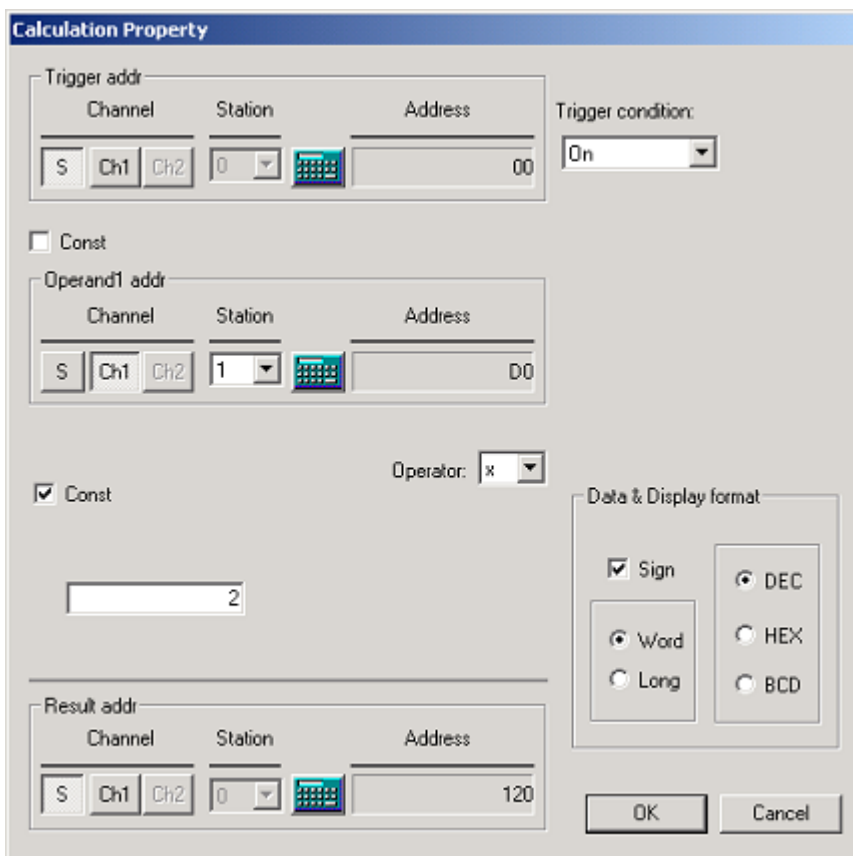 Calculation Property
Trigger addr
Channel Station Address
Trigger condition:
S Ch1 Ch2 0 00
On
Const
Operand1 addr
Channel Station Address
S Ch1 Ch2 1 D0
Operator: x
Const
Data & Display format
Sign
DEC
2
Word
HEX
Long
BCD
Result addr
Channel Station Address
S Ch1 Ch2 0 120
OK Cancel